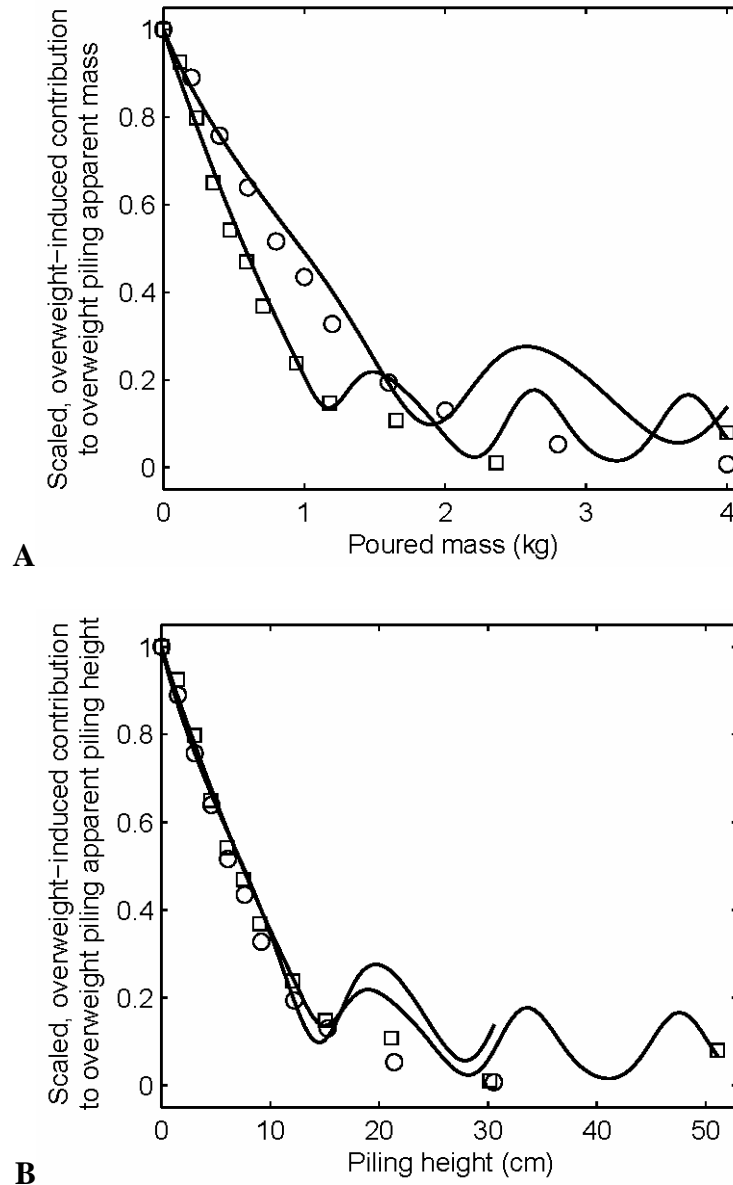 Scaled, overweight-induced contribution
to overweight piling apparent mass
1
0.8
0.6
0.4
0.2
0
0 1 2 3 4
Poured mass (kg)
A
Scaled, overweight-induced contribution
to overweight piling apparent piling height
1
0.8
0.6
0.4
0.2
0
0 10 20 30 40 50
Piling height (cm)
B